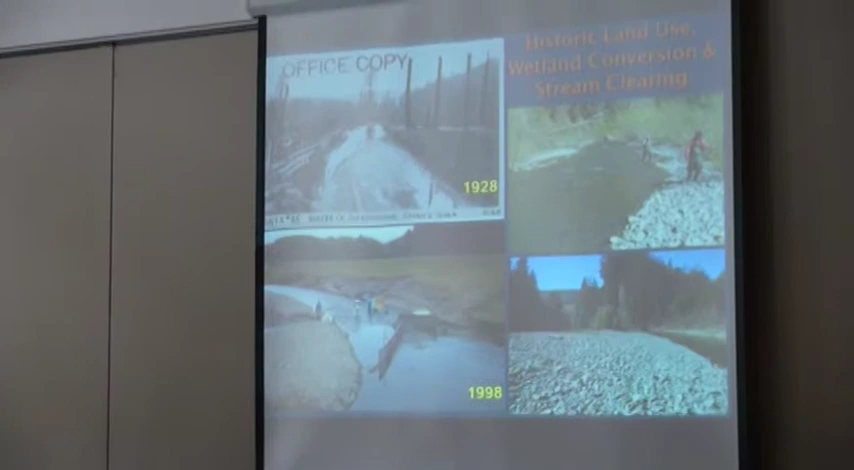 OFFICE COPY
1928
Historic Land Use,
Wetland Conversion &
Stream Clearing
1998